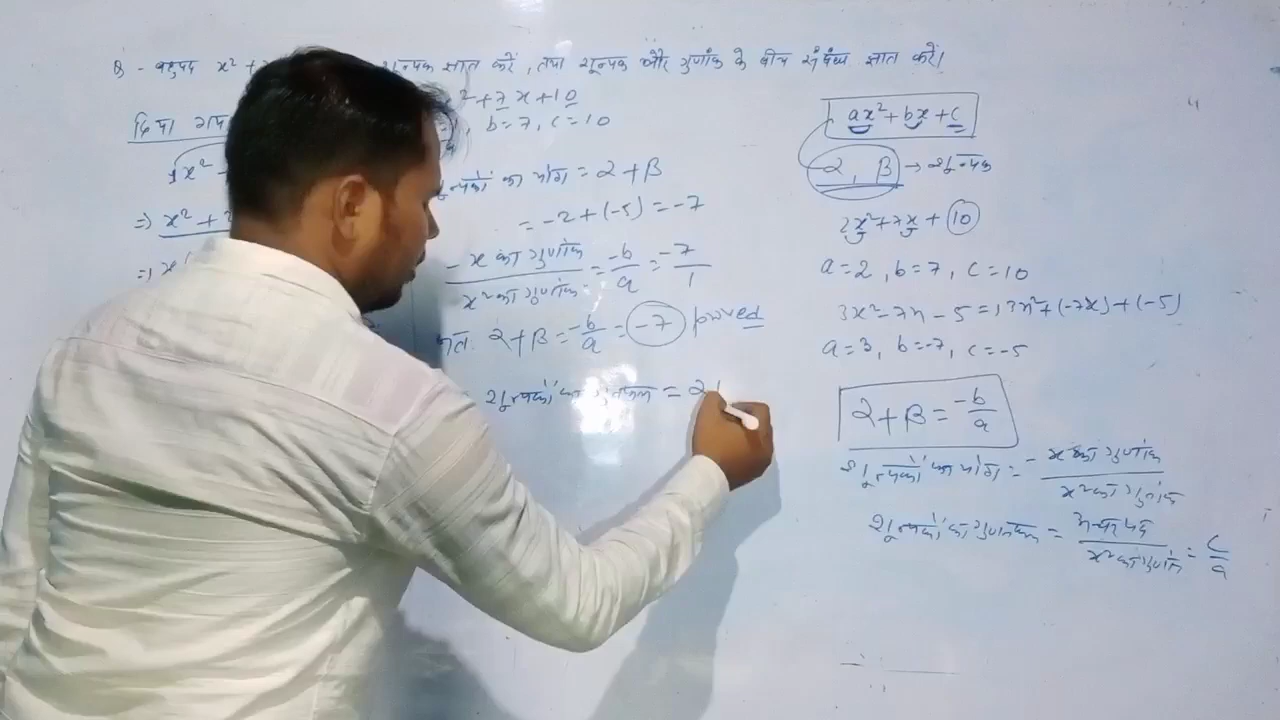 B - बहुपद x² + शून्यक ज्ञात करें, तथा शून्यक और गुणांक के बीच संबंध ज्ञात करें।
दिया गया
² + 7x + 10
b = 7, c = 10
x²
का योग = α + β
= -2 + (-5) = -7
⇒ x² +
-x का गुणांक / x² का गुणांक = -b/a = -7/1
अतः α + β = -b/a = -7 proved
शून्यकों का गुणनफल = α
ax² + bx + c
α, β → शून्यक
2x² + 7x + 10
a = 2, b = 7, c = 10
3x² - 7x - 5 = 3x² + (-7x) + (-5)
a = 3, b = -7, c = -5
α + β = -b/a
शून्यकों का योग = - x का गुणांक / x² का गुणांक
शून्यकों का गुणनफल = अचर पद / x² का गुणांक = c/a